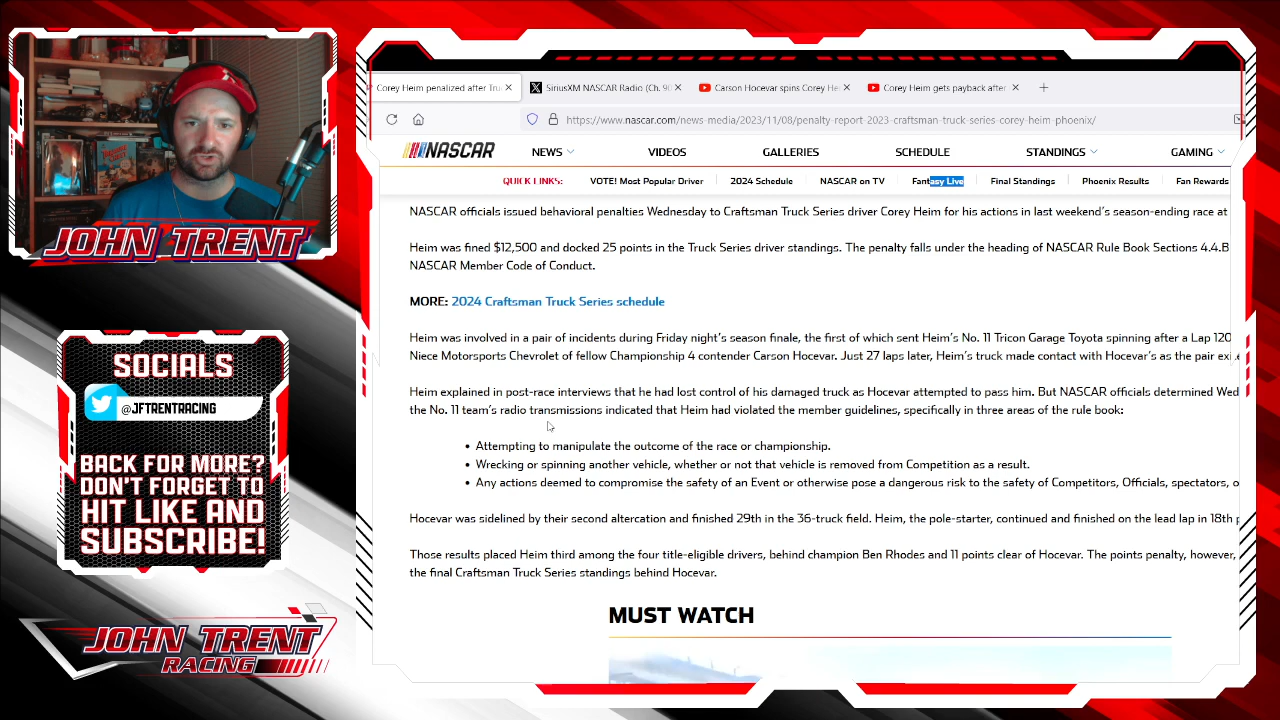 Corey Heim penalized after Tru
SiriusXM NASCAR Radio (Ch. 90
Carson Hocevar spins Corey Hei
Corey Heim gets payback after
https://www.nascar.com/news-media/2023/11/08/penalty-report-2023-craftsman-truck-series-corey-heim-phoenix/
NASCAR NEWS VIDEOS GALLERIES SCHEDULE STANDINGS GAMING
QUICK LINKS: VOTE! Most Popular Driver 2024 Schedule NASCAR on TV Fantasy Live Final Standings Phoenix Results Fan Rewards
NASCAR officials issued behavioral penalties Wednesday to Craftsman Truck Series driver Corey Heim for his actions in last weekend's season-ending race at
Heim was fined $12,500 and docked 25 points in the Truck Series driver standings. The penalty falls under the heading of NASCAR Rule Book Sections 4.4.B
NASCAR Member Code of Conduct.
MORE: 2024 Craftsman Truck Series schedule
Heim was involved in a pair of incidents during Friday night's season finale, the first of which sent Heim's No. 11 Tricon Garage Toyota spinning after a Lap 120
Niece Motorsports Chevrolet of fellow Championship 4 contender Carson Hocevar. Just 27 laps later, Heim's truck made contact with Hocevar's as the pair
Heim explained in post-race interviews that he had lost control of his damaged truck as Hocevar attempted to pass him. But NASCAR officials determined Wed
the No. 11 team's radio transmissions indicated that Heim had violated the member guidelines, specifically in three areas of the rule book:
• Attempting to manipulate the outcome of the race or championship.
• Wrecking or spinning another vehicle, whether or not that vehicle is removed from Competition as a result.
• Any actions deemed to compromise the safety of an Event or otherwise pose a dangerous risk to the safety of Competitors, Officials, spectators, o
Hocevar was sidelined by their second altercation and finished 29th in the 36-truck field. Heim, the pole-starter, continued and finished on the lead lap in 18th p
Those results placed Heim third among the four title-eligible drivers, behind champion Ben Rhodes and 11 points clear of Hocevar. The points penalty, however,
the final Craftsman Truck Series standings behind Hocevar.
MUST WATCH
JOHN TRENT
SOCIALS
@JFTRENTRACING
BACK FOR MORE?
DON'T FORGET TO
HIT LIKE AND
SUBSCRIBE!
JOHN TRENT
RACING